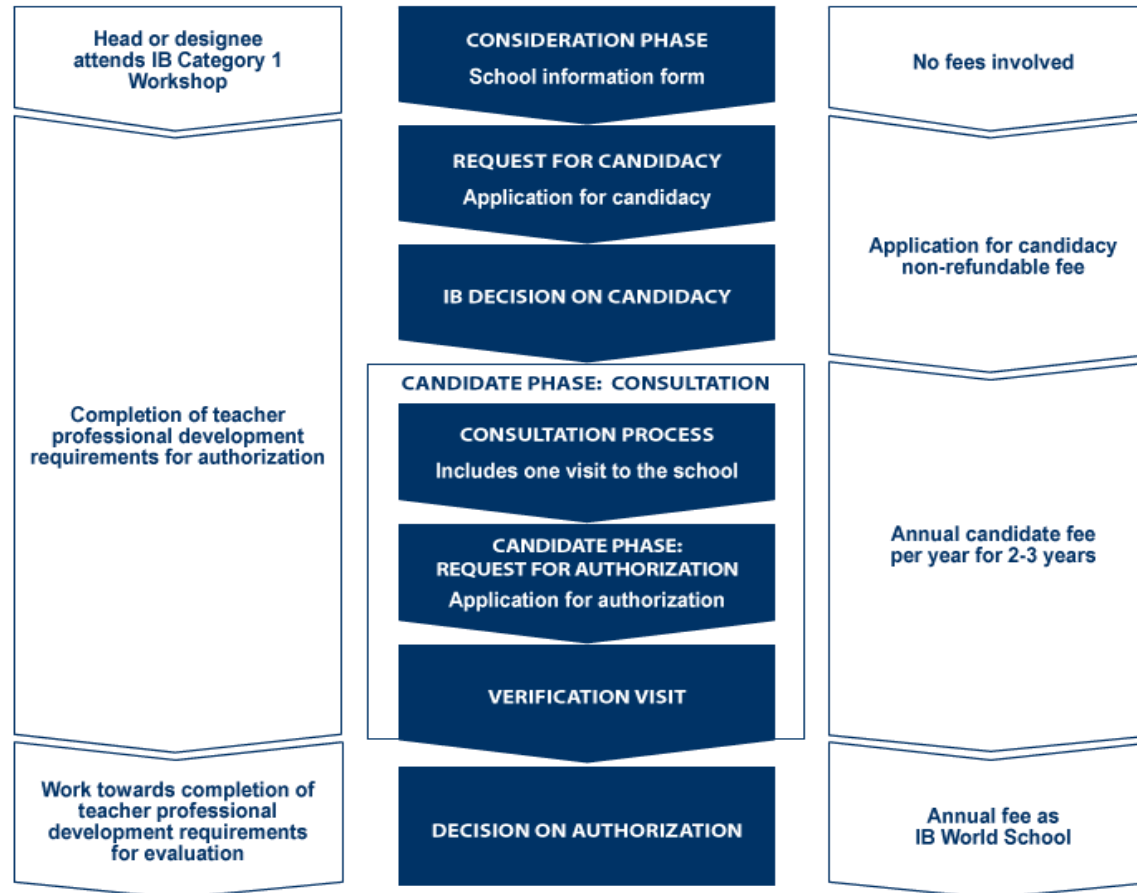 Head or designee
attends IB Category 1
Workshop
CONSIDERATION PHASE
School information form
No fees involved
REQUEST FOR CANDIDACY
Application for candidacy
Application for candidacy
non-refundable fee
IB DECISION ON CANDIDACY
CANDIDATE PHASE: CONSULTATION
Completion of teacher
professional development
requirements for authorization
CONSULTATION PROCESS
Includes one visit to the school
Annual candidate fee
per year for 2-3 years
CANDIDATE PHASE:
REQUEST FOR AUTHORIZATION
Application for authorization
VERIFICATION VISIT
Work towards completion of
teacher professional
development requirements
for evaluation
DECISION ON AUTHORIZATION
Annual fee as
IB World School